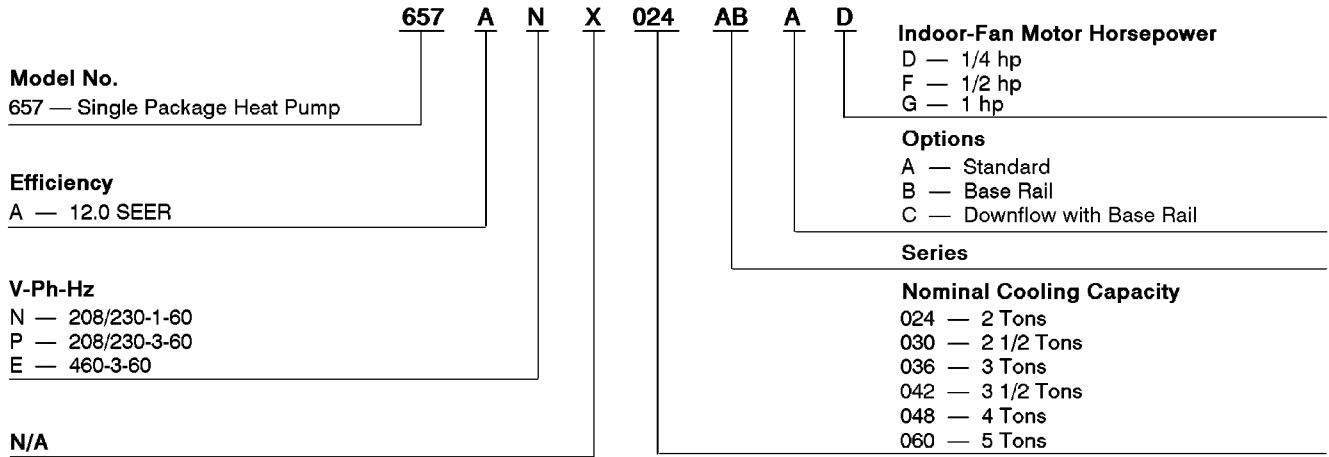 657 A N X 024 AB A D
Model No.
657 — Single Package Heat Pump
Efficiency
A — 12.0 SEER
V-Ph-Hz
N — 208/230-1-60
P — 208/230-3-60
E — 460-3-60
N/A
Indoor-Fan Motor Horsepower
D — 1/4 hp
F — 1/2 hp
G — 1 hp
Options
A — Standard
B — Base Rail
C — Downflow with Base Rail
Series
Nominal Cooling Capacity
024 — 2 Tons
030 — 2 1/2 Tons
036 — 3 Tons
042 — 3 1/2 Tons
048 — 4 Tons
060 — 5 Tons